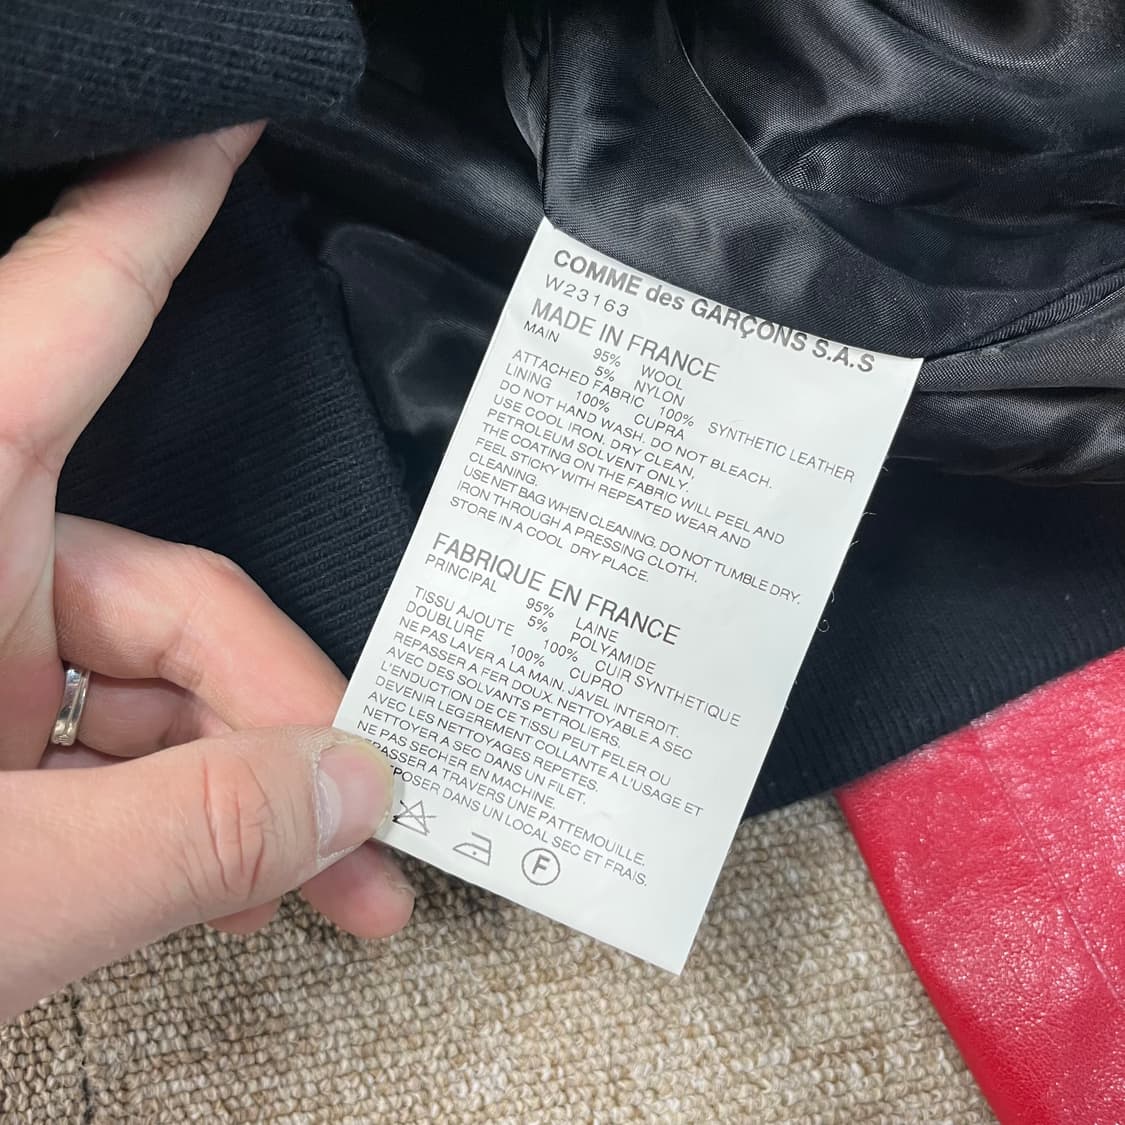 COMME des GARÇONS S.A.S
W23163
MADE IN FRANCE
MAIN 95% WOOL
5% NYLON
ATTACHED FABRIC 100% SYNTHETIC LEATHER
LINING 100% CUPRA
DO NOT HAND WASH. DO NOT BLEACH.
USE COOL IRON. DRY CLEAN,
PETROLEUM SOLVENT ONLY.
THE COATING ON THE FABRIC WILL PEEL AND
FEEL STICKY WITH REPEATED WEAR AND
CLEANING.
USE NET BAG WHEN CLEANING. DO NOT TUMBLE DRY.
IRON THROUGH A PRESSING CLOTH.
STORE IN A COOL DRY PLACE.
FABRIQUE EN FRANCE
PRINCIPAL 95% LAINE
5% POLYAMIDE
TISSU AJOUTE 100% CUIR SYNTHETIQUE
DOUBLURE 100% CUPRO
NE PAS LAVER A LA MAIN. JAVEL INTERDIT.
REPASSER A FER DOUX. NETTOYABLE A SEC
AVEC DES SOLVANTS PETROLIERS.
L'ENDUCTION DE CE TISSU PEUT PELER OU
DEVENIR LEGEREMENT COLLANTE A L'USAGE ET
AVEC LES NETTOYAGES REPETES.
NETTOYER A SEC DANS UN FILET.
NE PAS SECHER EN MACHINE.
EPASSER A TRAVERS UNE PATTEMOUILLE.
EPOSER DANS UN LOCAL SEC ET FRAIS.
F